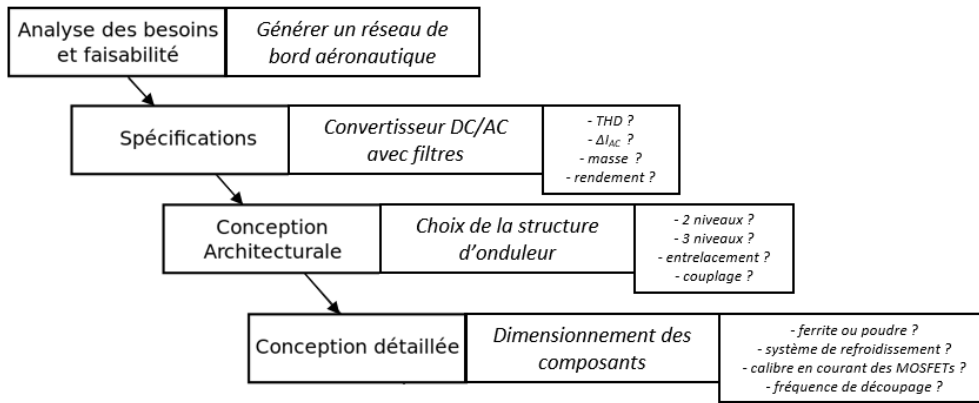 Analyse des besoins
et faisabilité
Générer un réseau de
bord aéronautique
Spécifications
Convertisseur DC/AC
avec filtres
- THD ?
- ΔIAC ?
- masse ?
- rendement ?
Conception
Architecturale
Choix de la structure
d'onduleur
- 2 niveaux ?
- 3 niveaux ?
- entrelacement ?
- couplage ?
Conception détaillée
Dimensionnement des
composants
- ferrite ou poudre ?
- système de refroidissement ?
- calibre en courant des MOSFETs ?
- fréquence de découpage ?